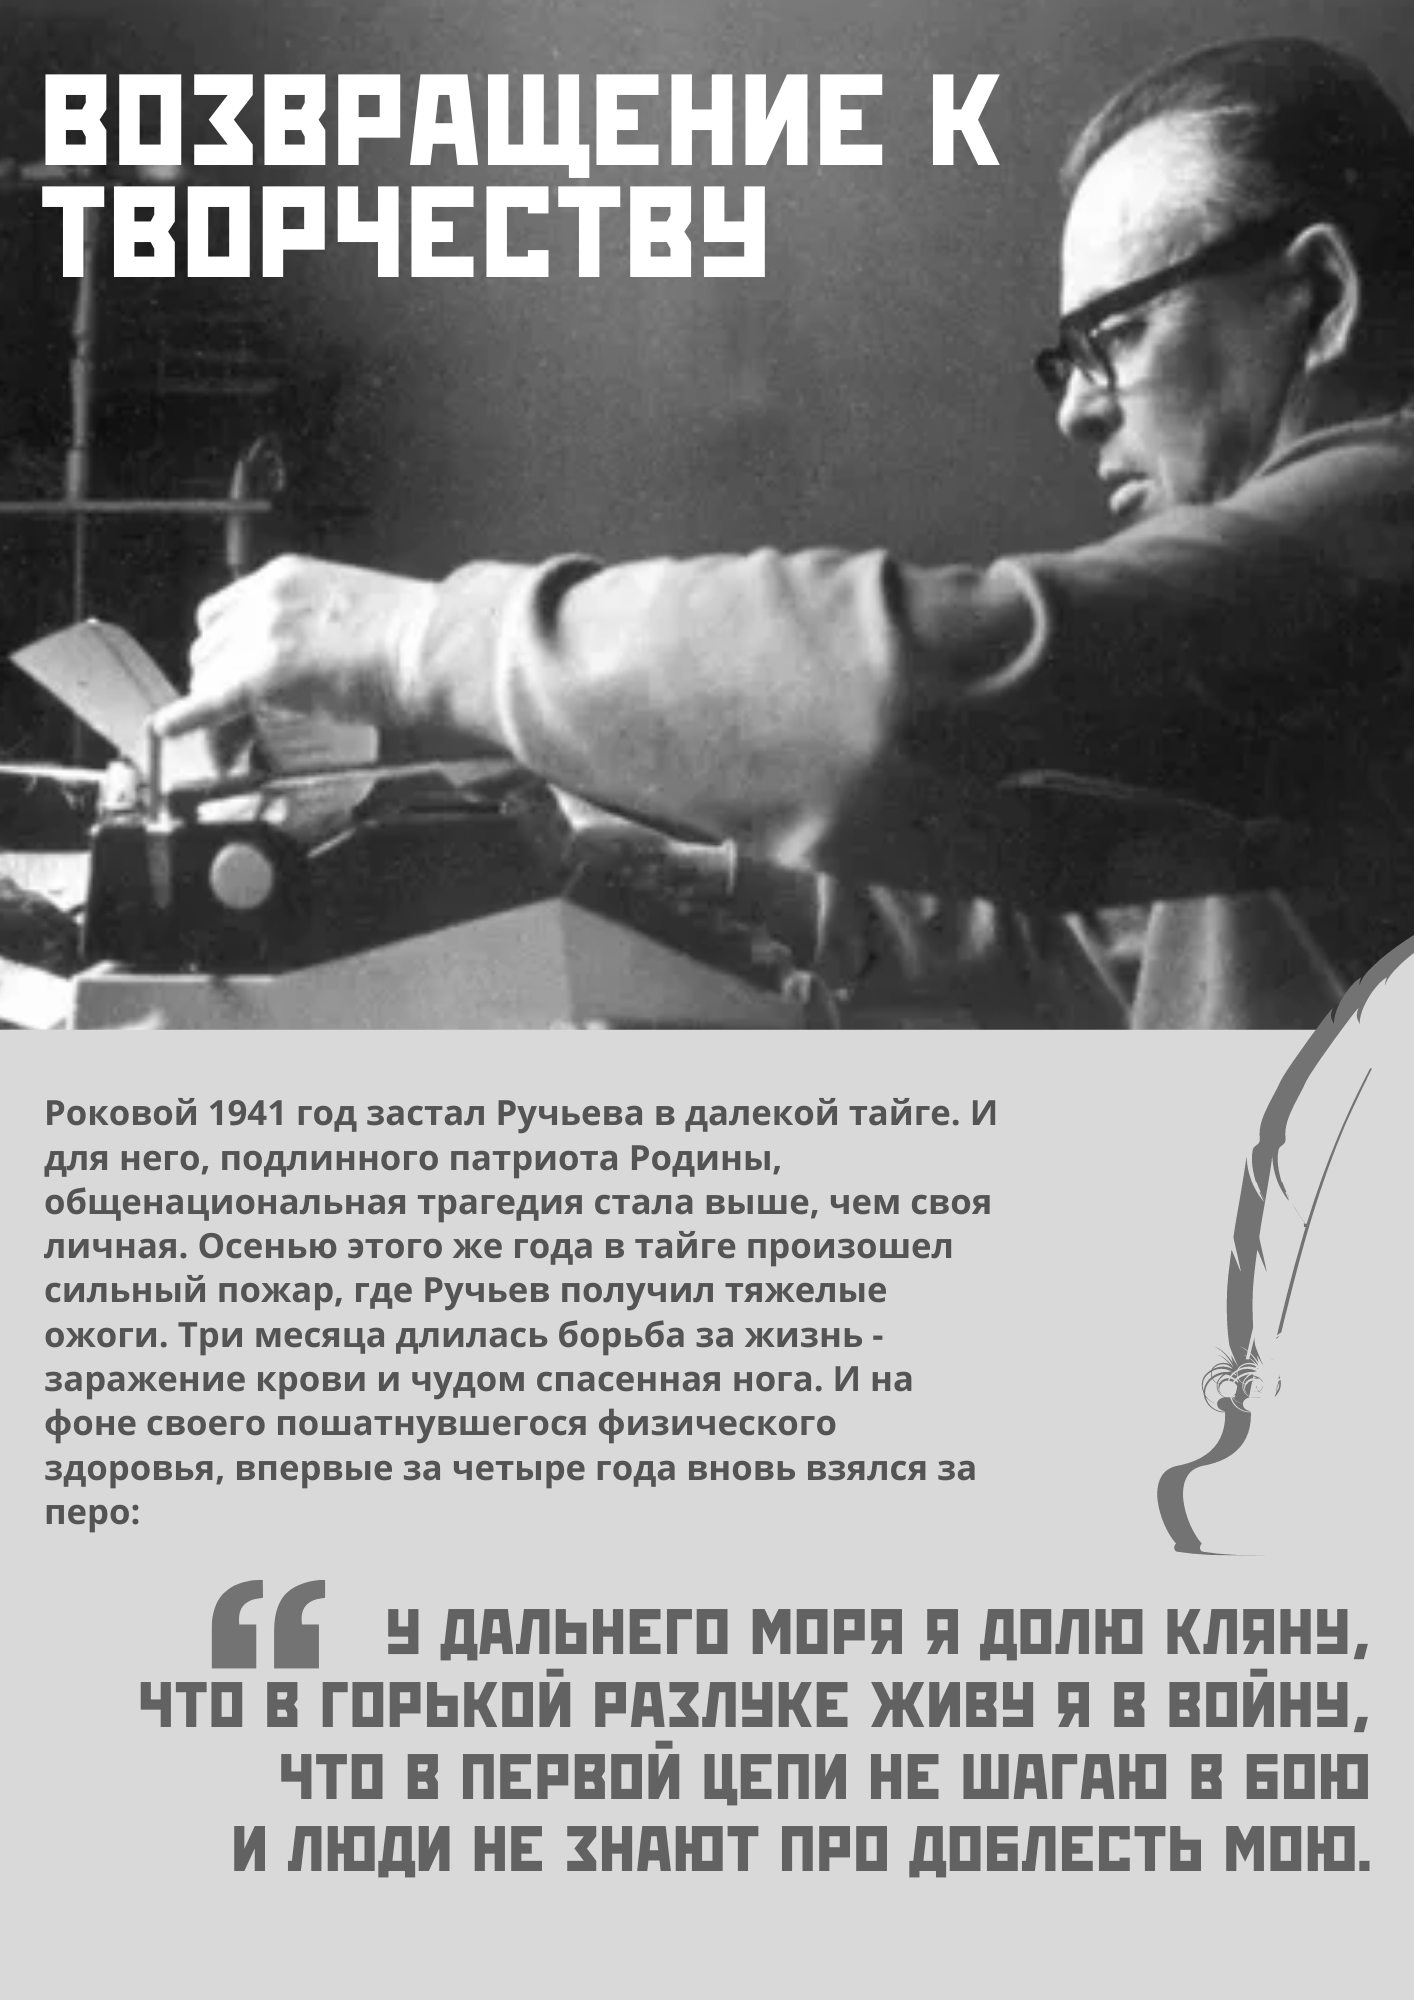 ВОЗВРАЩЕНИЕ К
ТВОРЧЕСТВУ
Роковой 1941 год застал Ручьева в далекой тайге. И
для него, подлинного патриота Родины,
общенациональная трагедия стала выше, чем своя
личная. Осенью этого же года в тайге произошел
сильный пожар, где Ручьев получил тяжелые
ожоги. Три месяца длилась борьба за жизнь -
заражение крови и чудом спасенная нога. И на
фоне своего пошатнувшегося физического
здоровья, впервые за четыре года вновь взялся за
перо:
“ У ДАЛЬНЕГО МОРЯ Я ДОЛЮ КЛЯНУ,
ЧТО В ГОРЬКОЙ РАЗЛУКЕ ЖИВУ Я В ВОЙНУ,
ЧТО В ПЕРВОЙ ЦЕПИ НЕ ШАГАЮ В БОЮ
И ЛЮДИ НЕ ЗНАЮТ ПРО ДОБЛЕСТЬ МОЮ.